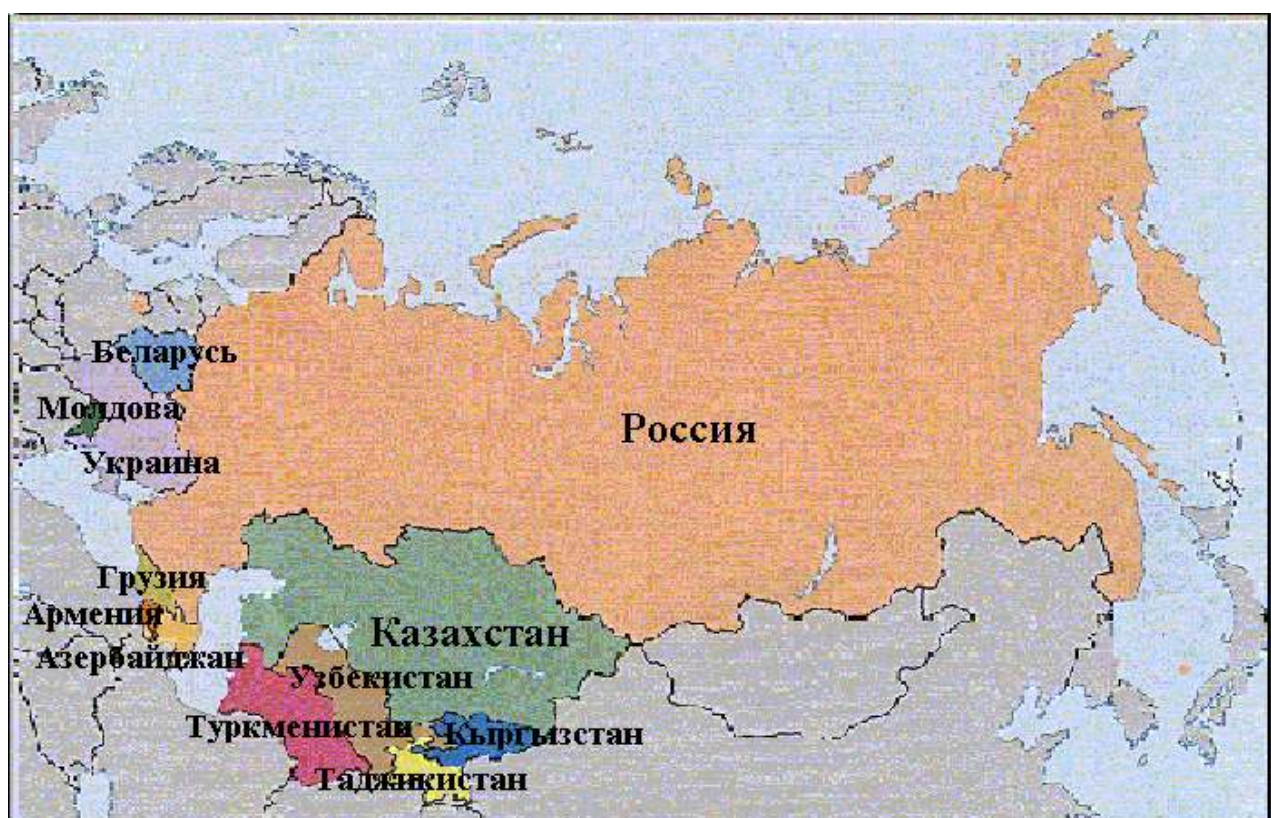 Беларусь
Молдова
Россия
Украина
Грузия
Армения
Казахстан
Азербайджан
Узбекистан
Туркменистан
Кыргызстан
Таджикистан